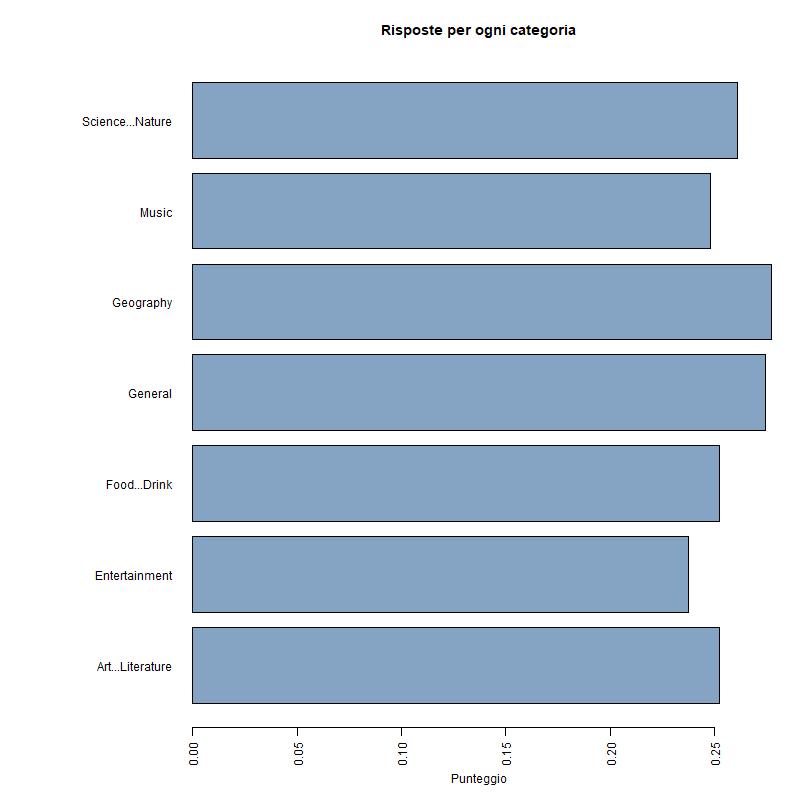 Risposte per ogni categoria
Science...Nature
Music
Geography
General
Food...Drink
Entertainment
Art...Literature
0.00 0.05 0.10 0.15 0.20 0.25
Punteggio